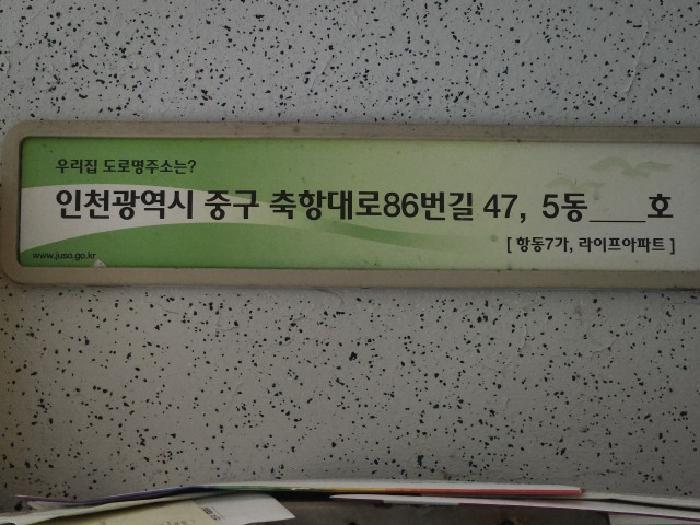 우리집 도로명주소는?
인천광역시 중구 축항대로86번길 47, 5동____호
[ 항동7가, 라이프아파트 ]
www.juso.go.kr